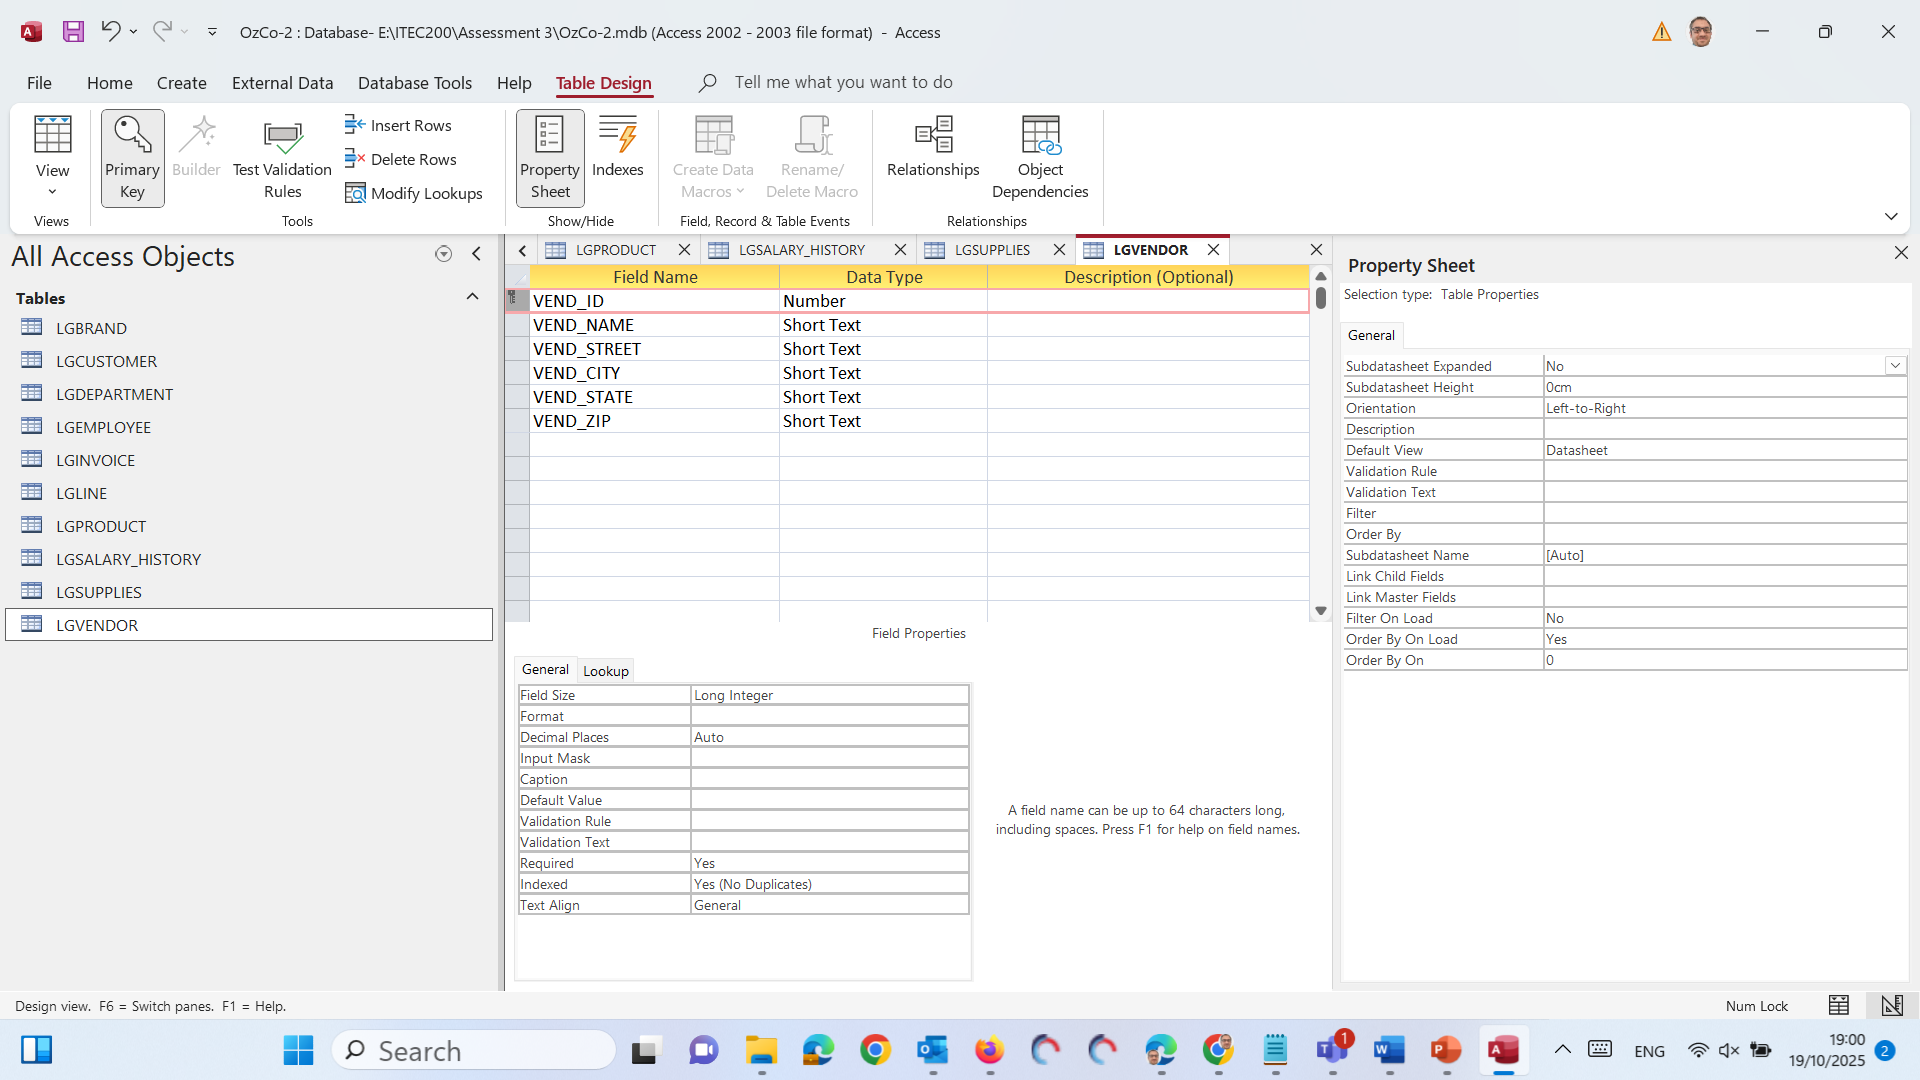 OzCo-2 : Database- E:\ITEC200\Assessment 3\OzCo-2.mdb (Access 2002 - 2003 file format) - Access
File Home Create External Data Database Tools Help Table Design Tell me what you want to do
View
Views
Primary Key
Builder
Test Validation Rules
Insert Rows
Delete Rows
Modify Lookups
Tools
Property Sheet
Indexes
Show/Hide
Create Data Macros
Rename/ Delete Macro
Field, Record & Table Events
Relationships
Object Dependencies
Relationships
All Access Objects
Tables
LGBRAND
LGCUSTOMER
LGDEPARTMENT
LGEMPLOYEE
LGINVOICE
LGLINE
LGPRODUCT
LGSALARY_HISTORY
LGSUPPLIES
LGVENDOR
LGPRODUCT LGSALARY_HISTORY LGSUPPLIES LGVENDOR
Field Name Data Type Description (Optional)
VEND_ID Number
VEND_NAME Short Text
VEND_STREET Short Text
VEND_CITY Short Text
VEND_STATE Short Text
VEND_ZIP Short Text
Field Properties
General Lookup
Field Size Long Integer
Format
Decimal Places Auto
Input Mask
Caption
Default Value
Validation Rule
Validation Text
Required Yes
Indexed Yes (No Duplicates)
Text Align General
A field name can be up to 64 characters long,
including spaces. Press F1 for help on field names.
Property Sheet
Selection type: Table Properties
General
Subdatasheet Expanded No
Subdatasheet Height 0cm
Orientation Left-to-Right
Description
Default View Datasheet
Validation Rule
Validation Text
Filter
Order By
Subdatasheet Name [Auto]
Link Child Fields
Link Master Fields
Filter On Load No
Order By On Load Yes
Order By On 0
Design view. F6 = Switch panes. F1 = Help.
Num Lock
Search
1
ENG
19:00
19/10/2025
2